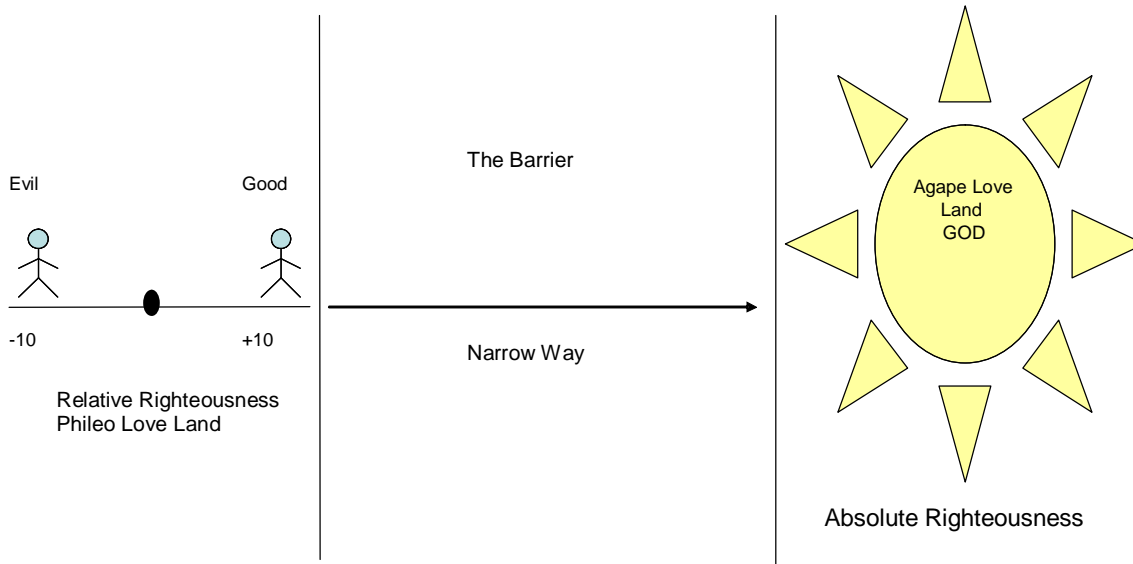 Evil
Good
-10
+10
Relative Righteousness
Phileo Love Land
The Barrier
Narrow Way
Agape Love
Land
GOD
Absolute Righteousness